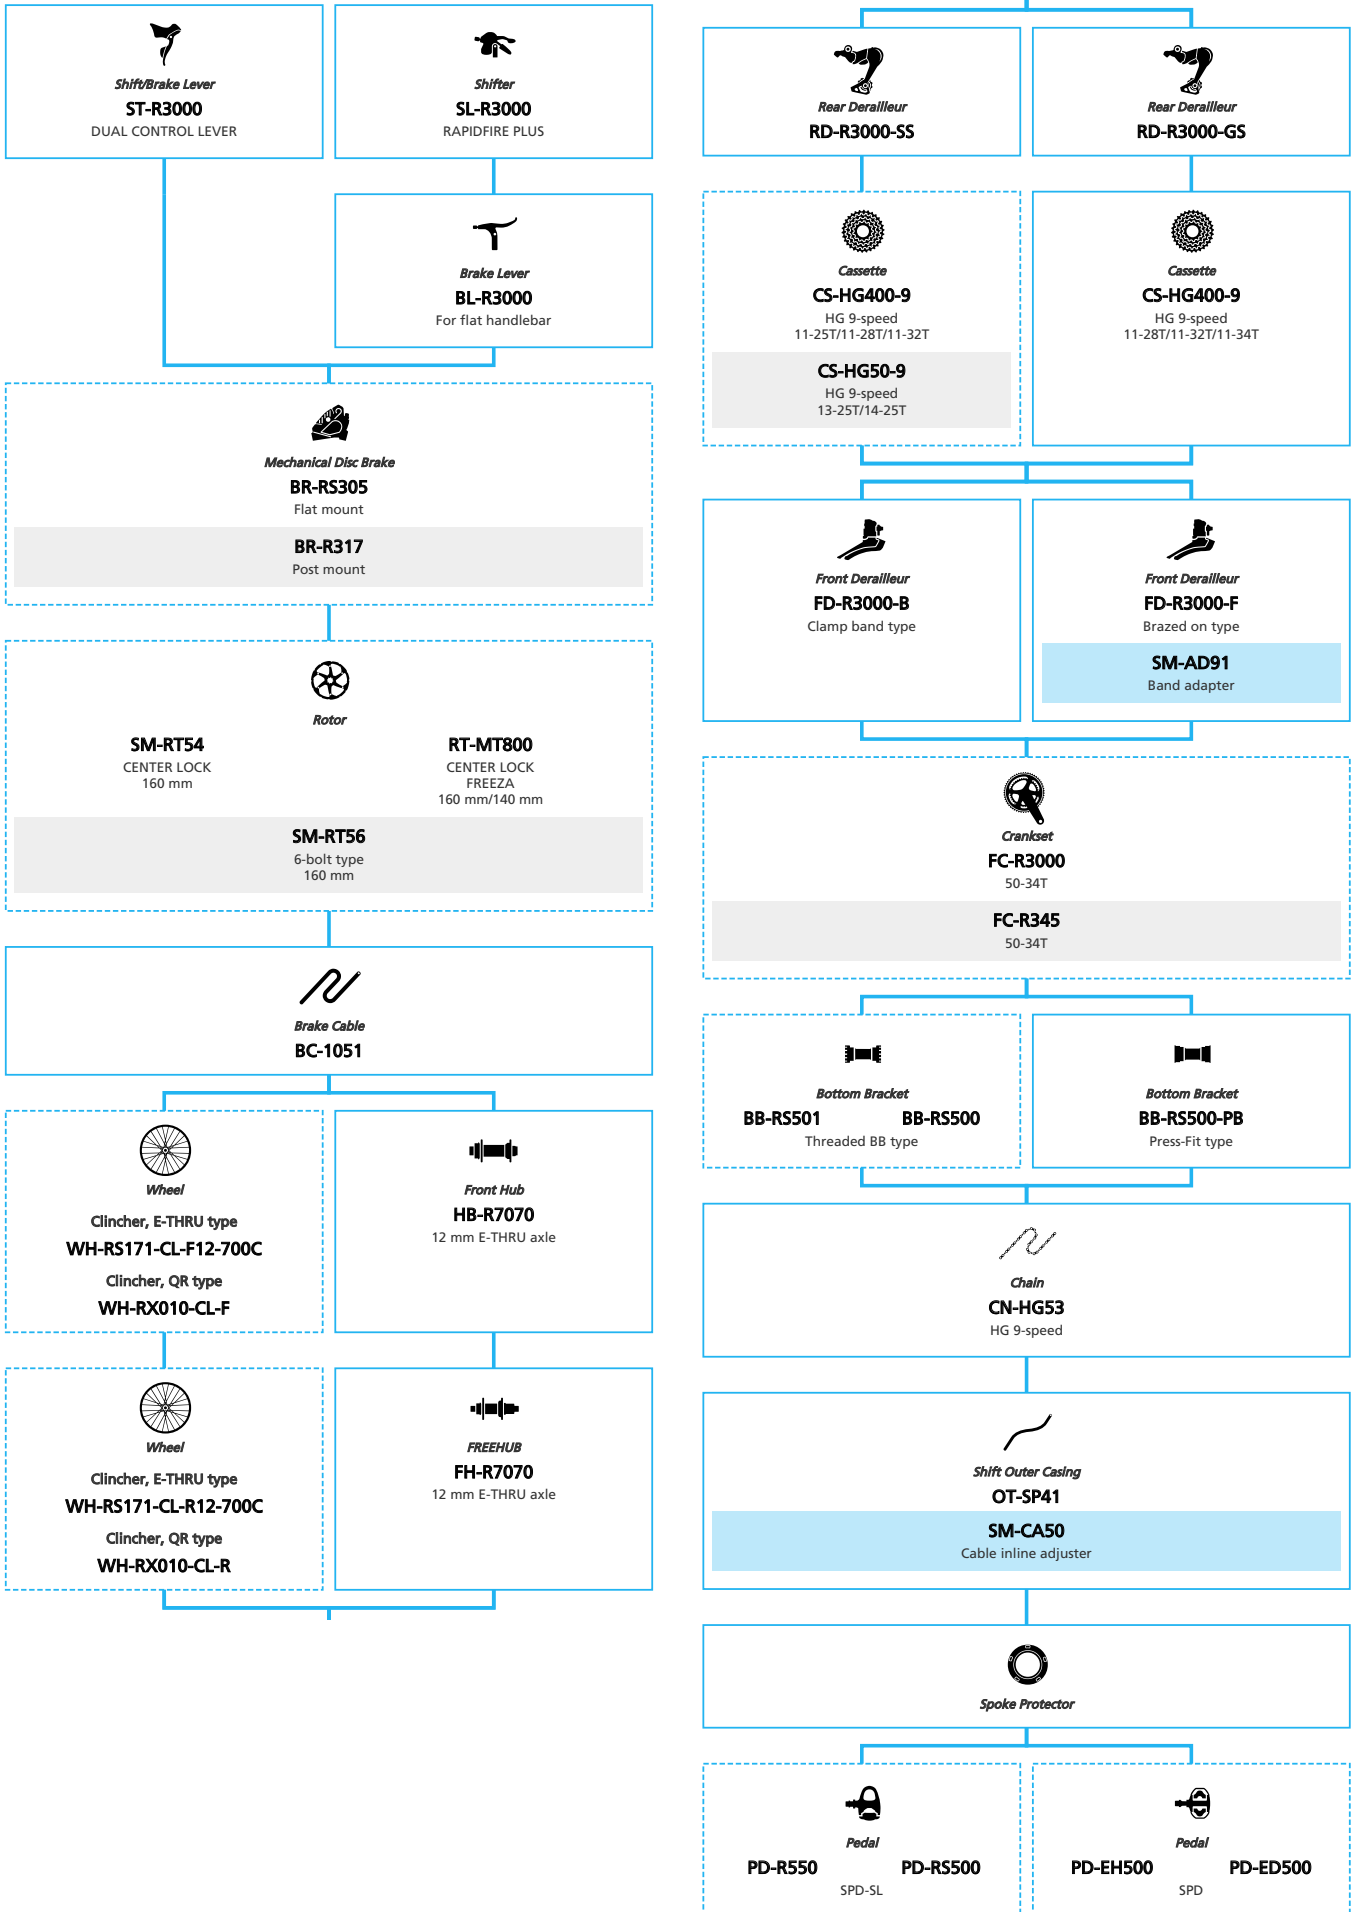 Shift/Brake Lever
ST-R3000
DUAL CONTROL LEVER
Shifter
SL-R3000
RAPIDFIRE PLUS
Brake Lever
BL-R3000
For flat handlebar
Mechanical Disc Brake
BR-RS305
Flat mount
BR-R317
Post mount
Rotor
SM-RT54
CENTER LOCK
160 mm
RT-MT800
CENTER LOCK
FREEZA
160 mm/140 mm
SM-RT56
6-bolt type
160 mm
Brake Cable
BC-1051
Wheel
Clincher, E-THRU type
WH-RS171-CL-F12-700C
Clincher, QR type
WH-RX010-CL-F
Front Hub
HB-R7070
12 mm E-THRU axle
Wheel
Clincher, E-THRU type
WH-RS171-CL-R12-700C
Clincher, QR type
WH-RX010-CL-R
FREEHUB
FH-R7070
12 mm E-THRU axle
Rear Derailleur
RD-R3000-SS
Rear Derailleur
RD-R3000-GS
Cassette
CS-HG400-9
HG 9-speed
11-25T/11-28T/11-32T
CS-HG50-9
HG 9-speed
13-25T/14-25T
Cassette
CS-HG400-9
HG 9-speed
11-28T/11-32T/11-34T
Front Derailleur
FD-R3000-B
Clamp band type
Front Derailleur
FD-R3000-F
Brazed on type
SM-AD91
Band adapter
Crankset
FC-R3000
50-34T
FC-R345
50-34T
Bottom Bracket
BB-RS501 BB-RS500
Threaded BB type
Bottom Bracket
BB-RS500-PB
Press-Fit type
Chain
CN-HG53
HG 9-speed
Shift Outer Casing
OT-SP41
SM-CA50
Cable inline adjuster
Spoke Protector
Pedal
PD-R550 PD-RS500
SPD-SL
Pedal
PD-EH500 PD-ED500
SPD